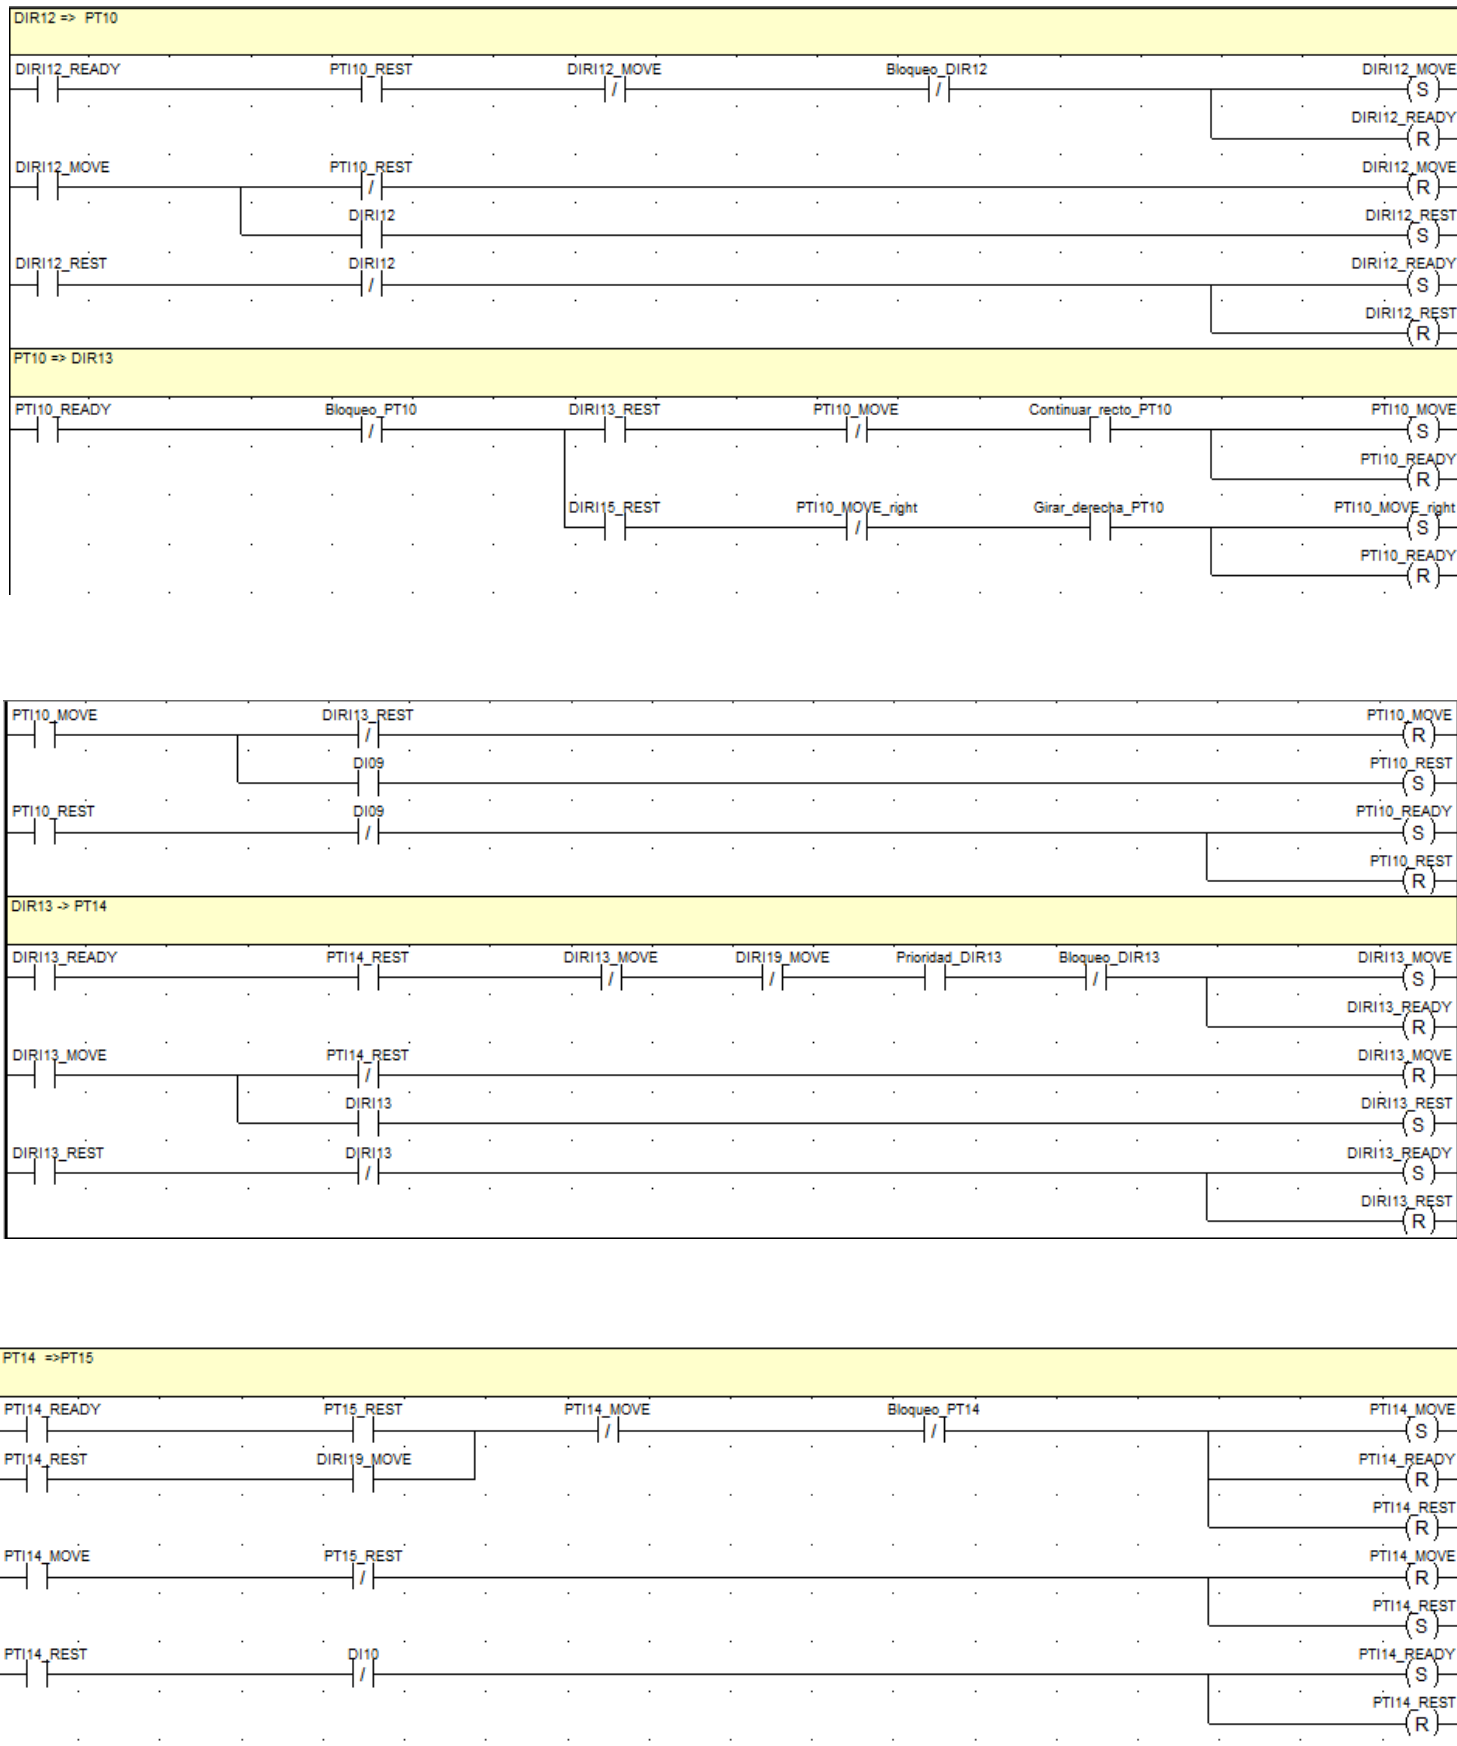 DIR12 => PT10
DIRI12_READY PTI10_REST DIRI12_MOVE Bloqueo_DIR12 DIRI12_MOVE
/ / S
DIRI12_READY
R
DIRI12_MOVE PTI10_REST DIRI12_MOVE
/ R
DIRI12 DIRI12_REST
S
DIRI12_REST DIRI12 DIRI12_READY
/ S
DIRI12_REST
R
PT10 => DIR13
PTI10_READY Bloqueo_PT10 DIRI13_REST PTI10_MOVE Continuar_recto_PT10 PTI10_MOVE
/ / S
PTI10_READY
R
DIRI15_REST PTI10_MOVE_right Girar_derecha_PT10 PTI10_MOVE_right
/ S
PTI10_READY
R
PTI10_MOVE DIRI13_REST PTI10_MOVE
/ R
DI09 PTI10_REST
S
PTI10_REST DI09 PTI10_READY
/ S
PTI10_REST
R
DIR13 -> PT14
DIRI13_READY PTI14_REST DIRI13_MOVE DIRI19_MOVE Prioridad_DIR13 Bloqueo_DIR13 DIRI13_MOVE
/ / / S
DIRI13_READY
R
DIRI13_MOVE PTI14_REST DIRI13_MOVE
/ R
DIRI13 DIRI13_REST
S
DIRI13_REST DIRI13 DIRI13_READY
/ S
DIRI13_REST
R
PT14 =>PT15
PTI14_READY PT15_REST PTI14_MOVE Bloqueo_PT14 PTI14_MOVE
/ / S
PTI14_REST DIRI19_MOVE PTI14_READY
R
PTI14_REST
R
PTI14_MOVE PT15_REST PTI14_MOVE
/ R
PTI14_REST
S
PTI14_REST DI10 PTI14_READY
/ S
PTI14_REST
R